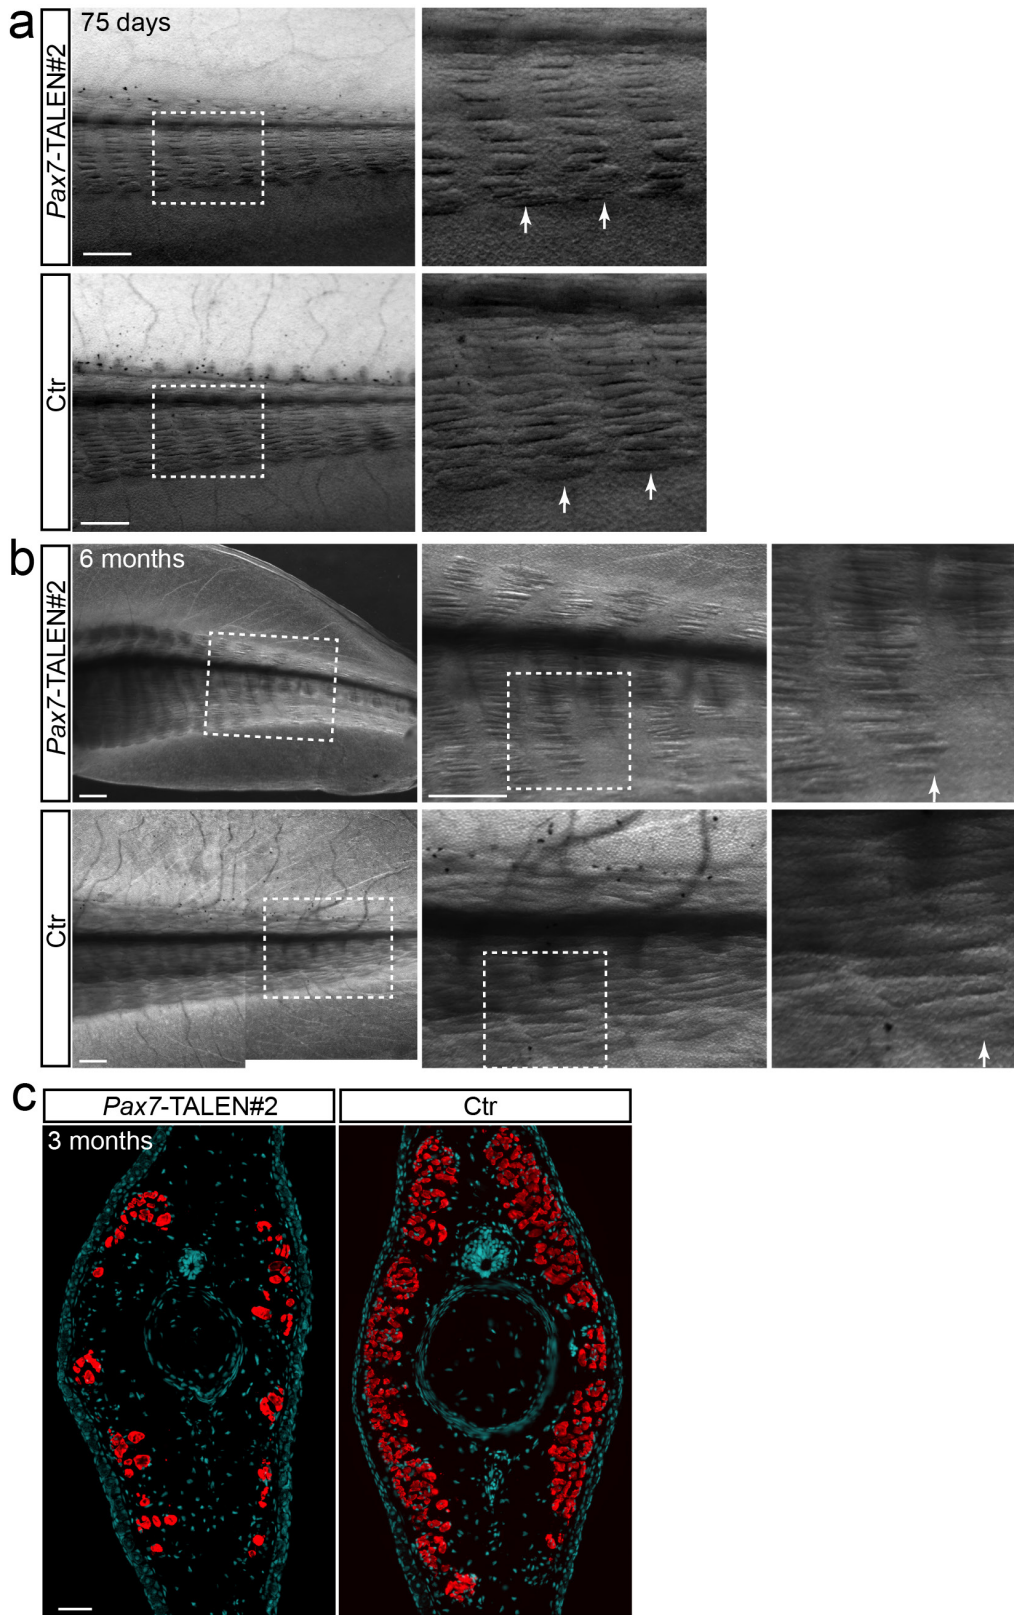 a
75 days
Pax7-TALEN#2
Ctr
b
6 months
Pax7-TALEN#2
Ctr
c
Pax7-TALEN#2
Ctr
3 months